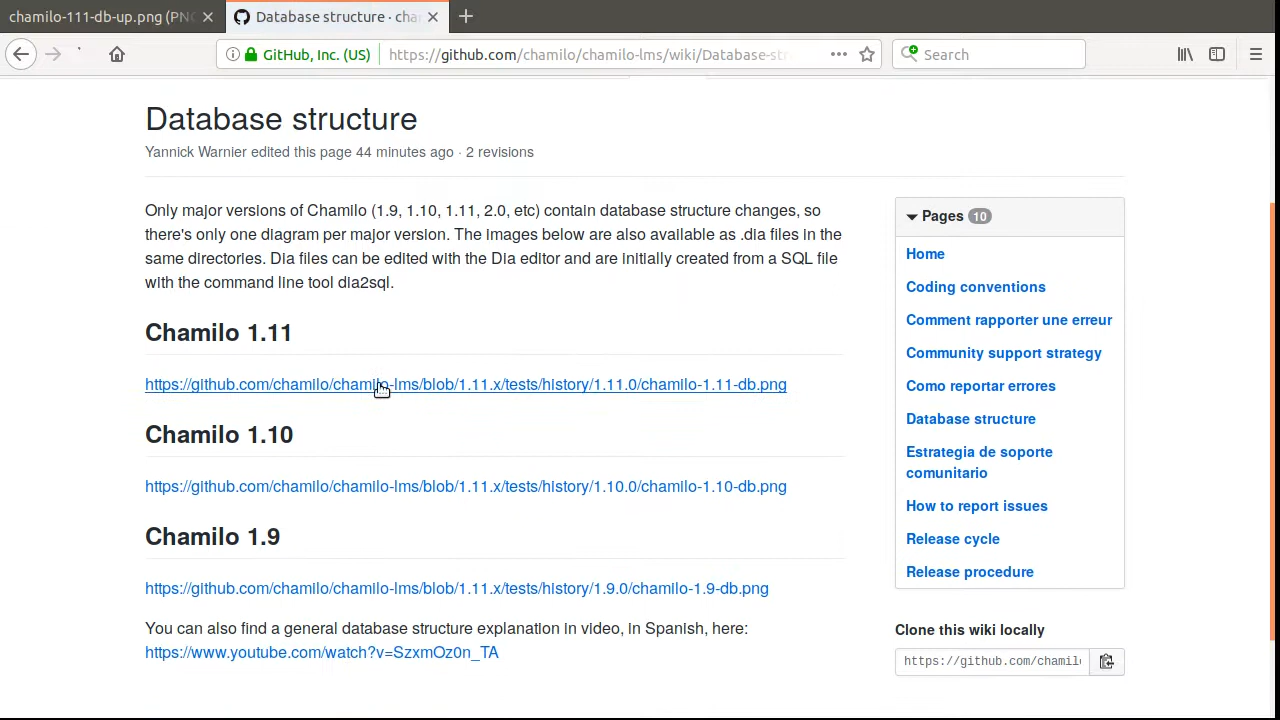 chamilo-111-db-up.png (PN
Database structure · cha
GitHub, Inc. (US)
https://github.com/chamilo/chamilo-lms/wiki/Database-st
Search
Database structure
Yannick Warnier edited this page 44 minutes ago · 2 revisions
Only major versions of Chamilo (1.9, 1.10, 1.11, 2.0, etc) contain database structure changes, so
there's only one diagram per major version. The images below are also available as .dia files in the
same directories. Dia files can be edited with the Dia editor and are initially created from a SQL file
with the command line tool dia2sql.
Chamilo 1.11
https://github.com/chamilo/chamilo-lms/blob/1.11.x/tests/history/1.11.0/chamilo-1.11-db.png
Chamilo 1.10
https://github.com/chamilo/chamilo-lms/blob/1.11.x/tests/history/1.10.0/chamilo-1.10-db.png
Chamilo 1.9
https://github.com/chamilo/chamilo-lms/blob/1.11.x/tests/history/1.9.0/chamilo-1.9-db.png
You can also find a general database structure explanation in video, in Spanish, here:
https://www.youtube.com/watch?v=SzxmOz0n_TA
Pages 10
Home
Coding conventions
Comment rapporter une erreur
Community support strategy
Como reportar errores
Database structure
Estrategia de soporte
comunitario
How to report issues
Release cycle
Release procedure
Clone this wiki locally
https://github.com/chamil